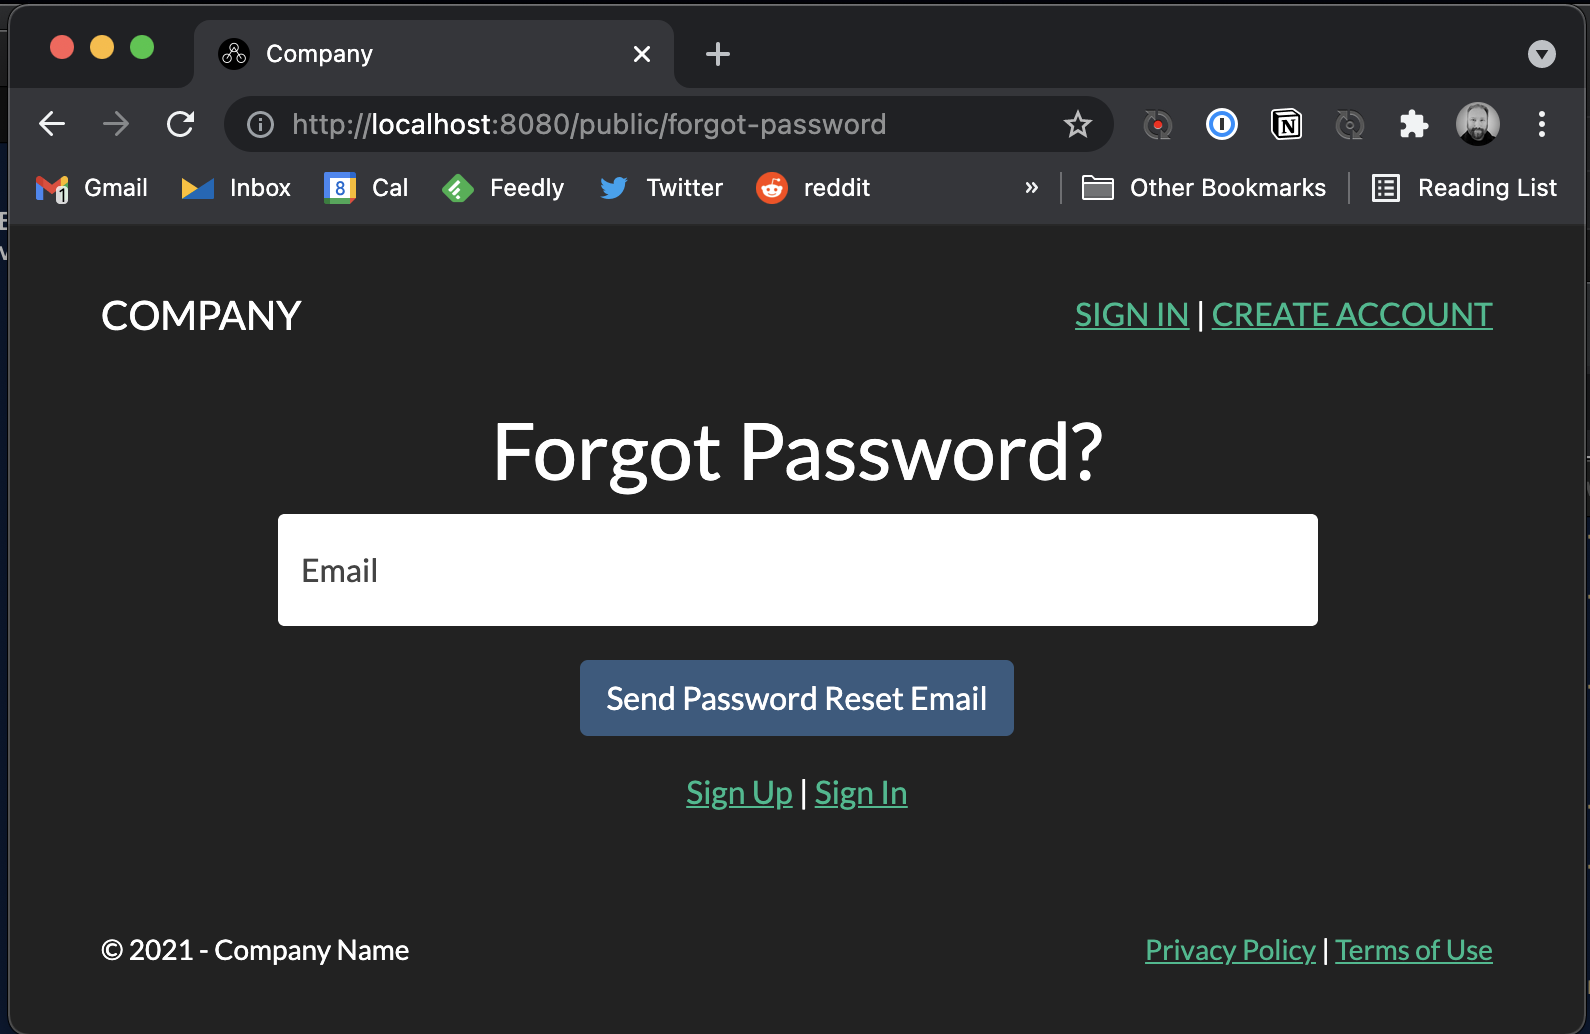 Company
http://localhost:8080/public/forgot-password
1 Gmail Inbox 8 Cal Feedly Twitter reddit » Other Bookmarks Reading List
COMPANY SIGN IN | CREATE ACCOUNT
Forgot Password?
Email
Send Password Reset Email
Sign Up | Sign In
© 2021 - Company Name Privacy Policy | Terms of Use